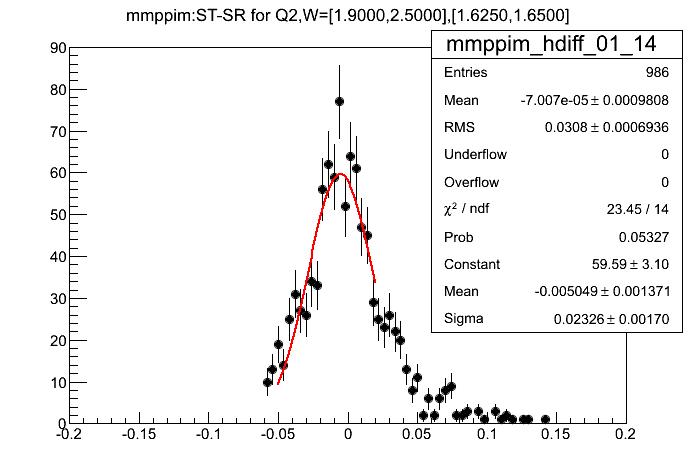 mmppim:ST-SR for Q2,W=[1.9000,2.5000],[1.6250,1.6500]
mmppim_hdiff_01_14
Entries 986
Mean -7.007e-05 ± 0.0009808
RMS 0.0308 ± 0.0006936
Underflow 0
Overflow 0
χ² / ndf 23.45 / 14
Prob 0.05327
Constant 59.59 ± 3.10
Mean -0.005049 ± 0.001371
Sigma 0.02326 ± 0.00170
90
80
70
60
50
40
30
20
10
0
-0.2 -0.15 -0.1 -0.05 0 0.05 0.1 0.15 0.2